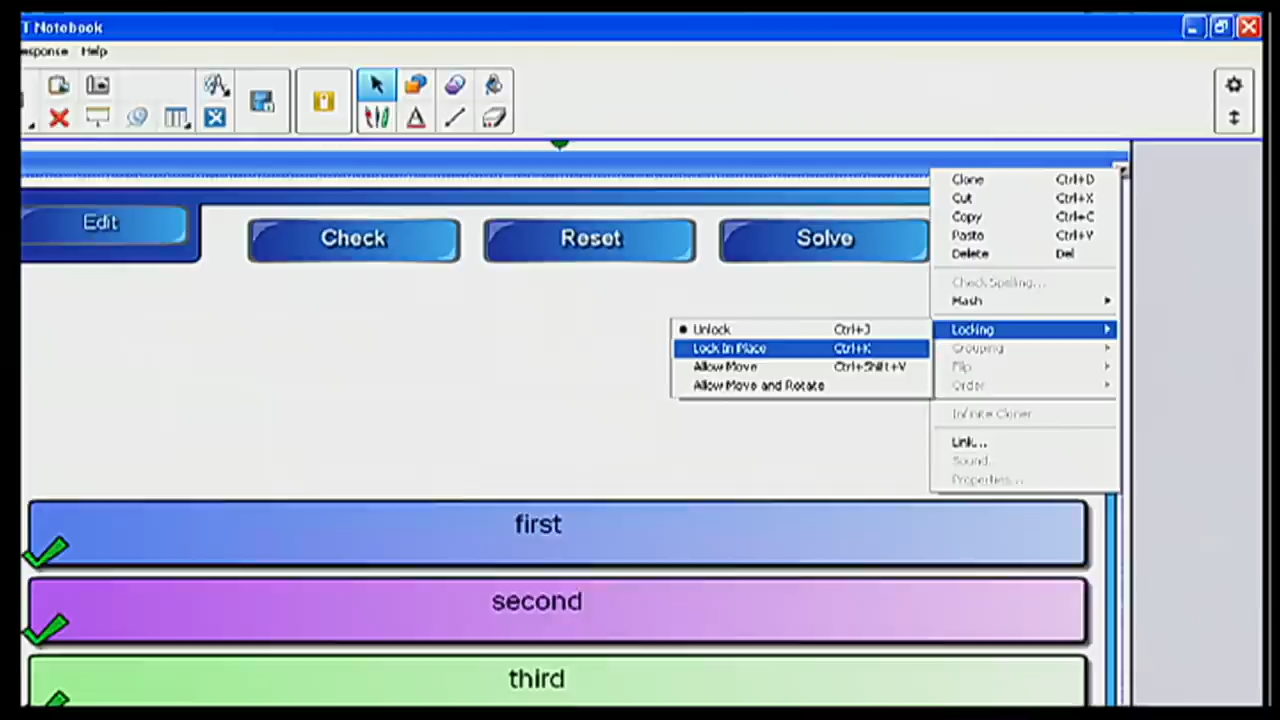 T Notebook
esponse Help
Edit
Check
Reset
Solve
Clone Ctrl+D
Cut Ctrl+X
Copy Ctrl+C
Paste Ctrl+V
Delete Del
Check Spelling...
Flash
Locking
Grouping
Flip
Order
Infinite Cloner
Link...
Sound...
Properties...
Unlock Ctrl+J
Lock In Place Ctrl+K
Allow Move Ctrl+Shift+V
Allow Move and Rotate
first
second
third